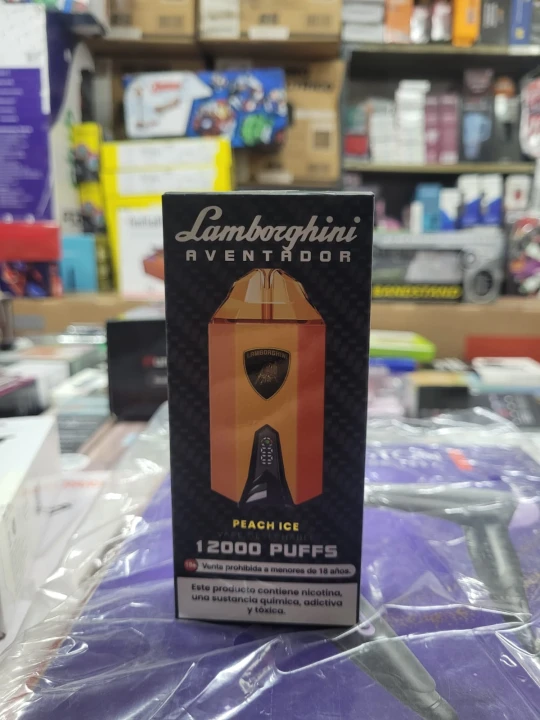 Lamborghini
AVENTADOR
LAMBORGHINI
PEACH ICE
12000 PUFFS
18+ Venta prohibida a menores de 18 años.
Este producto contiene nicotina,
una sustancia química, adictiva
y tóxica.